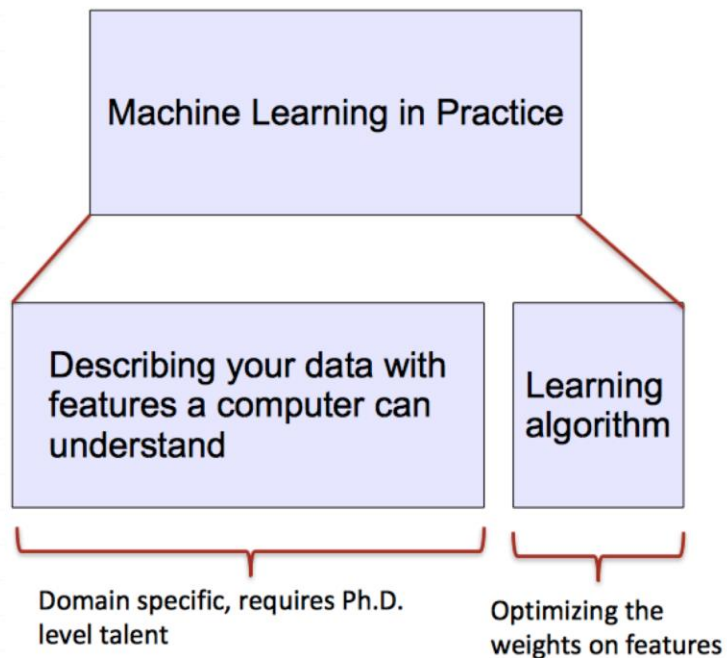 Machine Learning in Practice
Describing your data with
features a computer can
understand
Learning
algorithm
Domain specific, requires Ph.D.
level talent
Optimizing the
weights on features